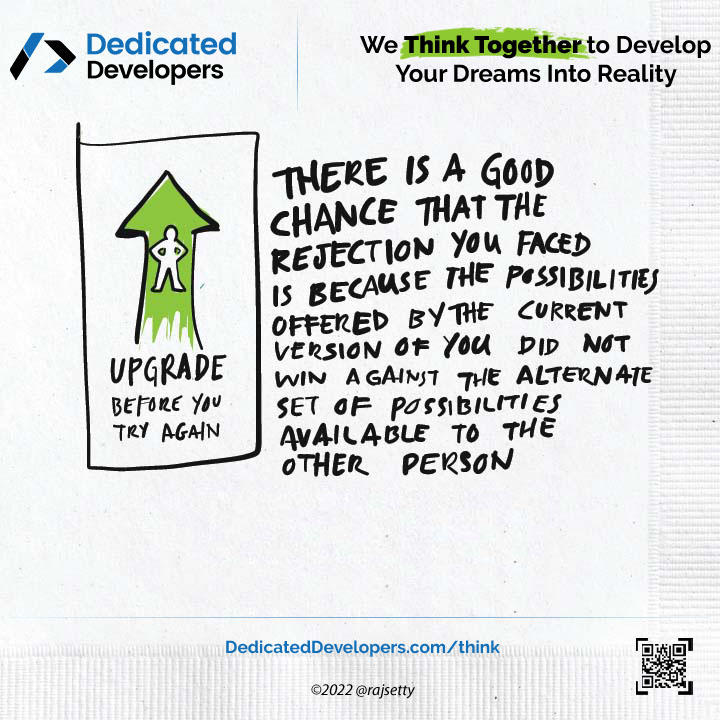 Dedicated
Developers
We Think Together to Develop
Your Dreams Into Reality
UPGRADE
BEFORE YOU
TRY AGAIN
THERE IS A GOOD
CHANCE THAT THE
REJECTION YOU FACED
IS BECAUSE THE POSSIBILITIES
OFFERED BY THE CURRENT
VERSION OF YOU DID NOT
WIN AGAINST THE ALTERNATE
SET OF POSSIBILITIES
AVAILABLE TO THE
OTHER PERSON
DedicatedDevelopers.com/think
©2022 @rajsetty